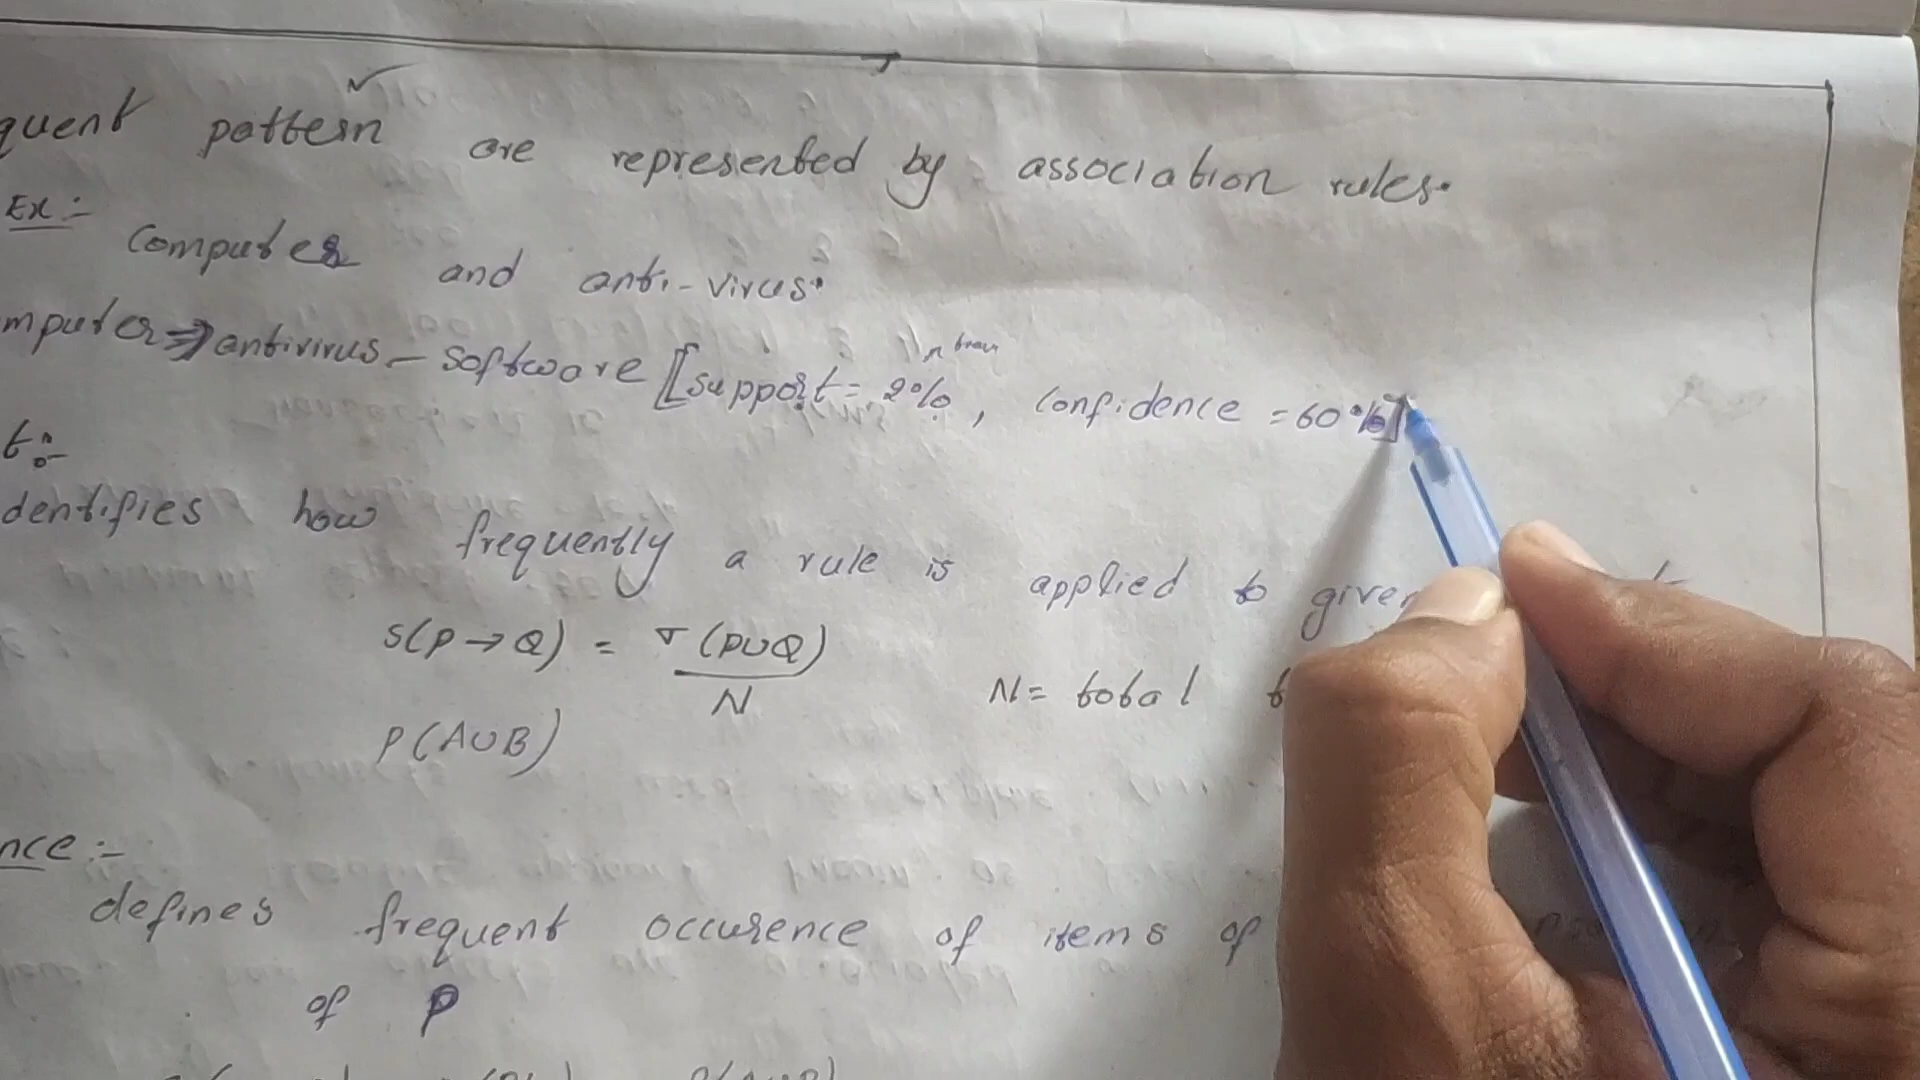 quent pattern are represented by association rules.
Ex :-
Computer and anti-virus.
mputer ⇒ antivirus - software [support = 2%, confidence = 60%]
t :-
dentifies how frequently a rule is applied to given
s(P → Q) = σ (P∪Q) / N N = total
P(A∪B)
nce :-
defines frequent occurence of items of
of P